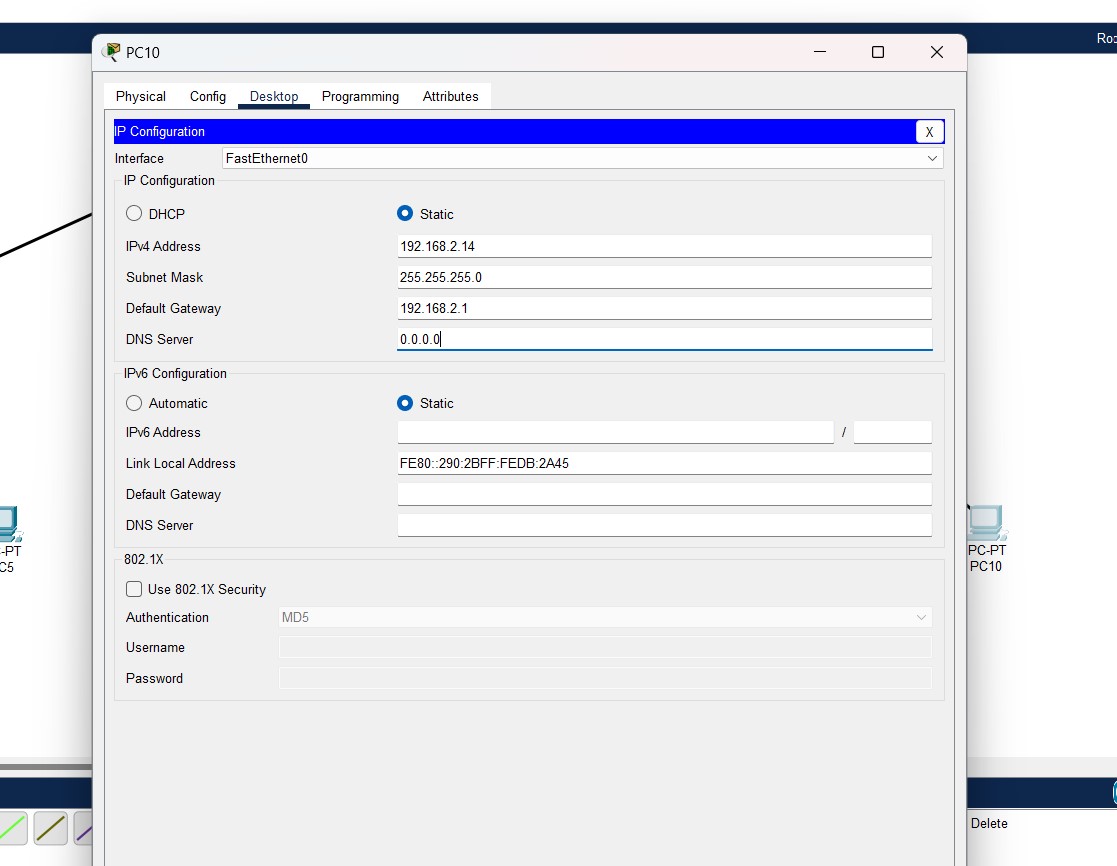 Roo
PC10
Physical Config Desktop Programming Attributes
IP Configuration X
Interface FastEthernet0
IP Configuration
DHCP Static
IPv4 Address 192.168.2.14
Subnet Mask 255.255.255.0
Default Gateway 192.168.2.1
DNS Server 0.0.0.0
IPv6 Configuration
Automatic Static
IPv6 Address /
Link Local Address FE80::290:2BFF:FEDB:2A45
Default Gateway
DNS Server
-PT
C5
PC-PT
PC10
802.1X
Use 802.1X Security
Authentication MD5
Username
Password
Delete